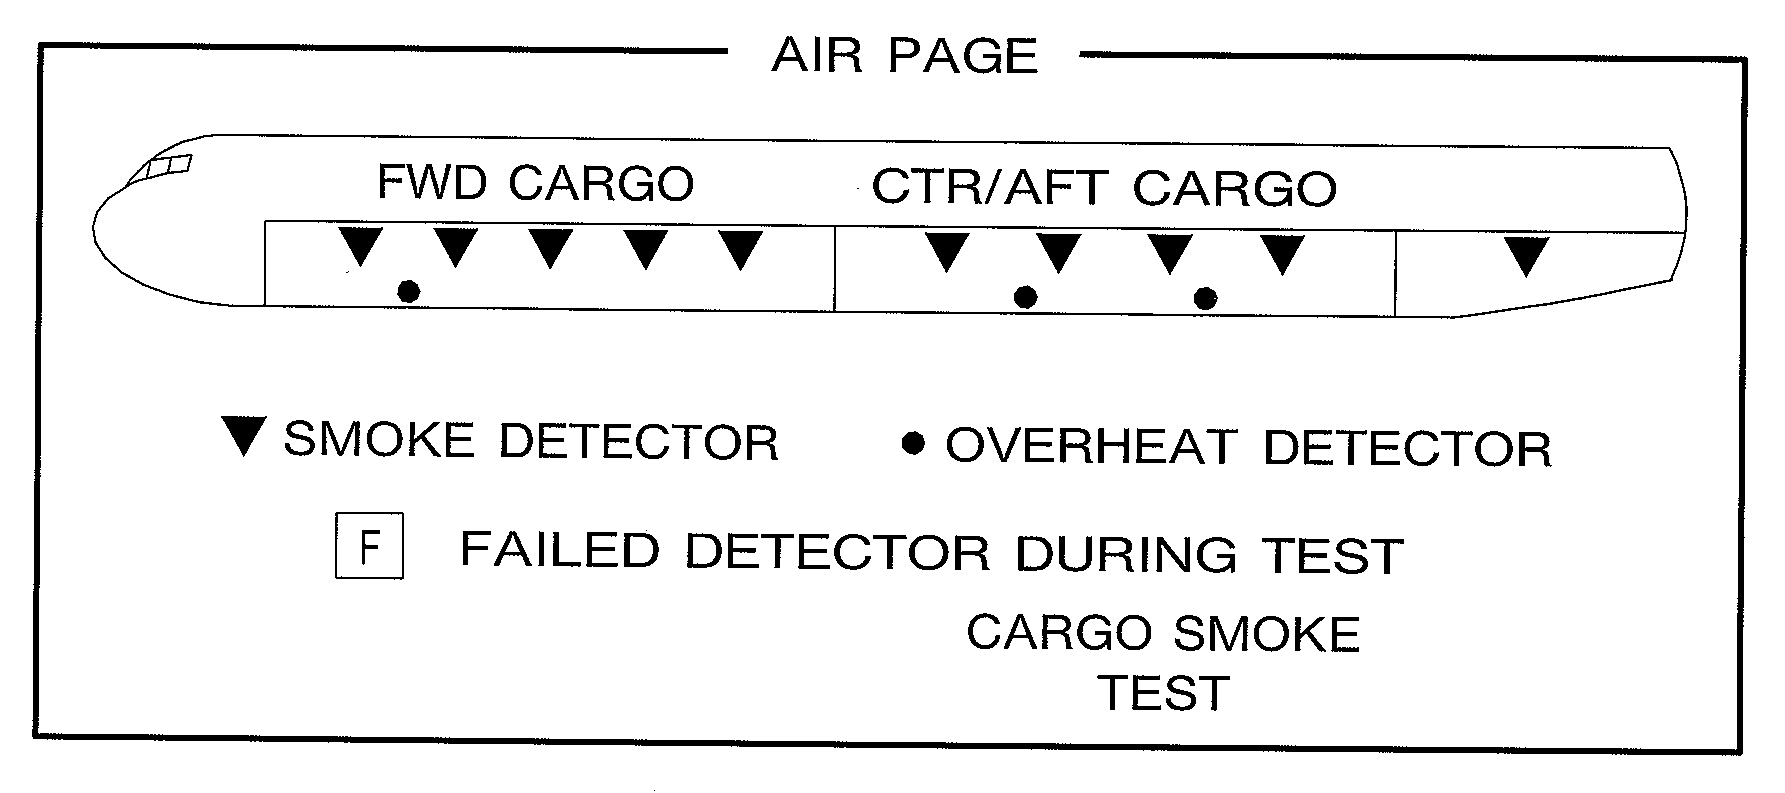 AIR PAGE
FWD CARGO
CTR/AFT CARGO
SMOKE DETECTOR
OVERHEAT DETECTOR
F
FAILED DETECTOR DURING TEST
CARGO SMOKE
TEST